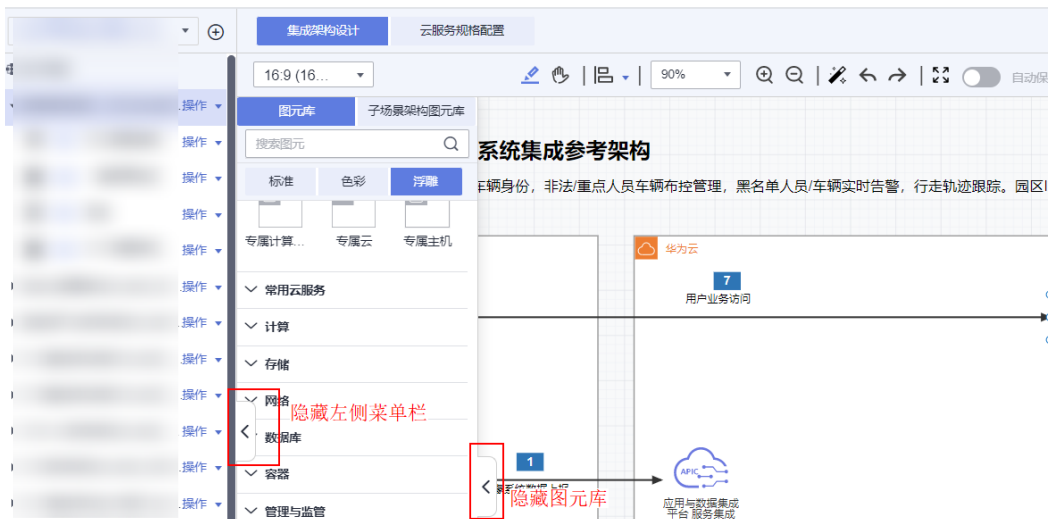 集成架构设计
云服务规格配置
16:9 (16...
90%
自动保
图元库
子场景架构图元库
搜索图元
标准
色彩
浮雕
专属计算...
专属云
专属主机
常用云服务
计算
存储
网络
数据库
容器
管理与监管
操作
操作
操作
操作
操作
操作
操作
操作
操作
操作
操作
操作
隐藏左侧菜单栏
隐藏图元库
系统集成参考架构
车辆身份，非法/重点人员车辆布控管理，黑名单人员/车辆实时告警，行走轨迹跟踪。园区
华为云
7
用户业务访问
1
系统数据上报
APIC
应用与数据集成
平台 服务集成